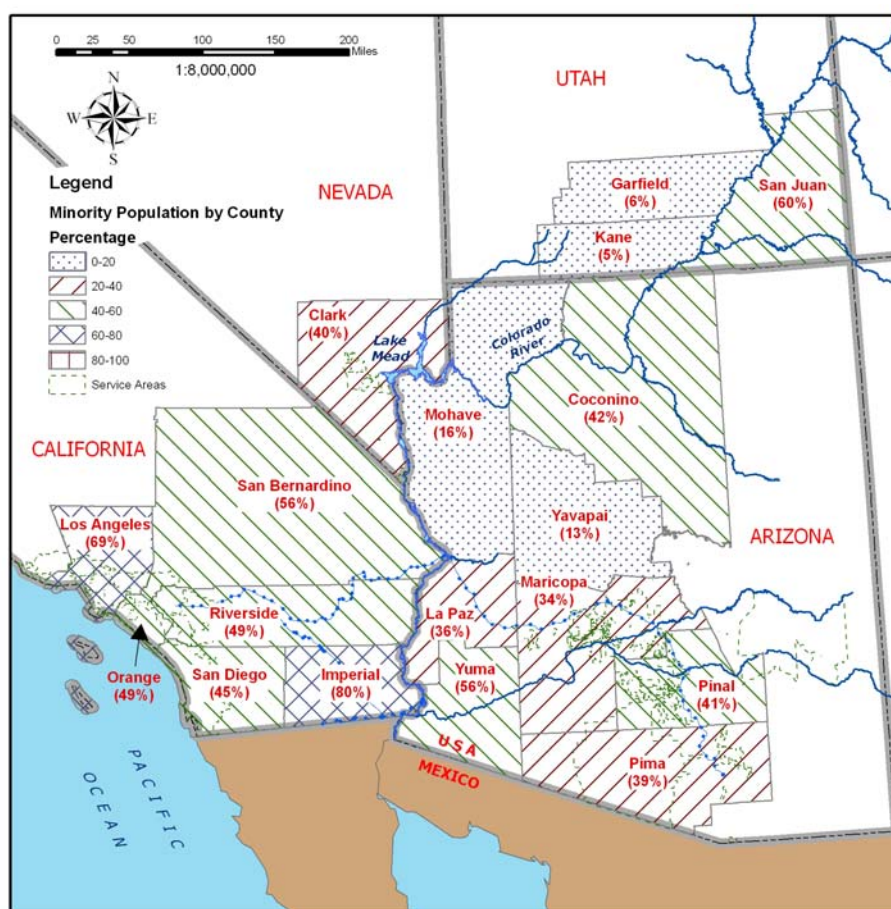 0 25 50 100 150 200
Miles
1:8,000,000
N
W E
S
Legend
Minority Population by County
Percentage
0-20
20-40
40-60
60-80
80-100
Service Areas
UTAH
NEVADA
Garfield
(6%)
San Juan
(60%)
Kane
(5%)
Clark
(40%)
Lake
Mead
Colorado
River
Mohave
(16%)
Coconino
(42%)
CALIFORNIA
San Bernardino
(56%)
Los Angeles
(69%)
Yavapai
(13%)
ARIZONA
Maricopa
(34%)
La Paz
(36%)
Riverside
(49%)
Orange
(49%)
San Diego
(45%)
Imperial
(80%)
Yuma
(56%)
Pinal
(41%)
Pima
(39%)
USA
MEXICO
PACIFIC
OCEAN